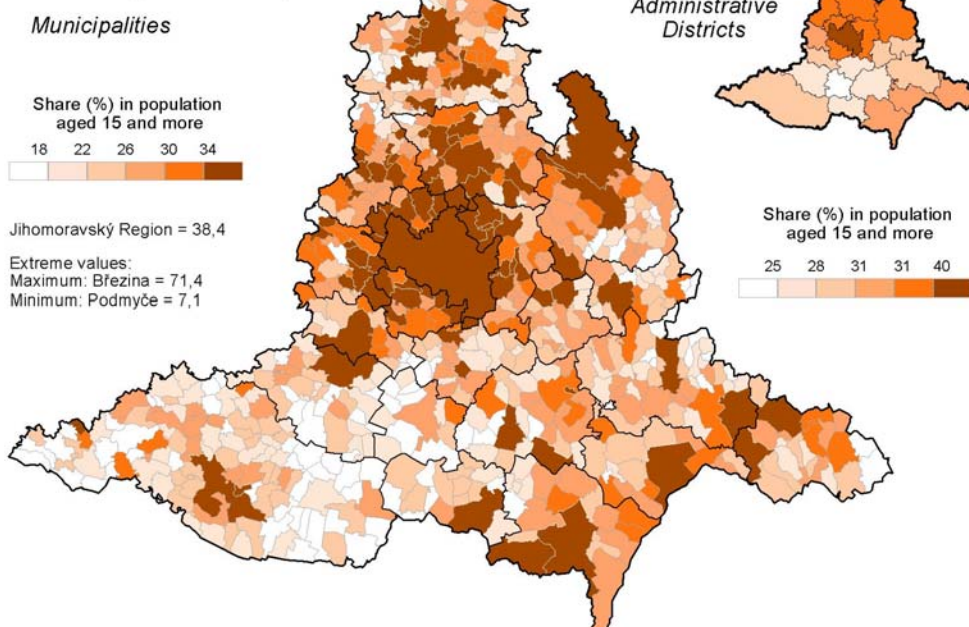 Municipalities
Administrative
Districts
Share (%) in population
aged 15 and more
18 22 26 30 34
Jihomoravský Region = 38,4
Extreme values:
Maximum: Březina = 71,4
Minimum: Podmyče = 7,1
Share (%) in population
aged 15 and more
25 28 31 31 40